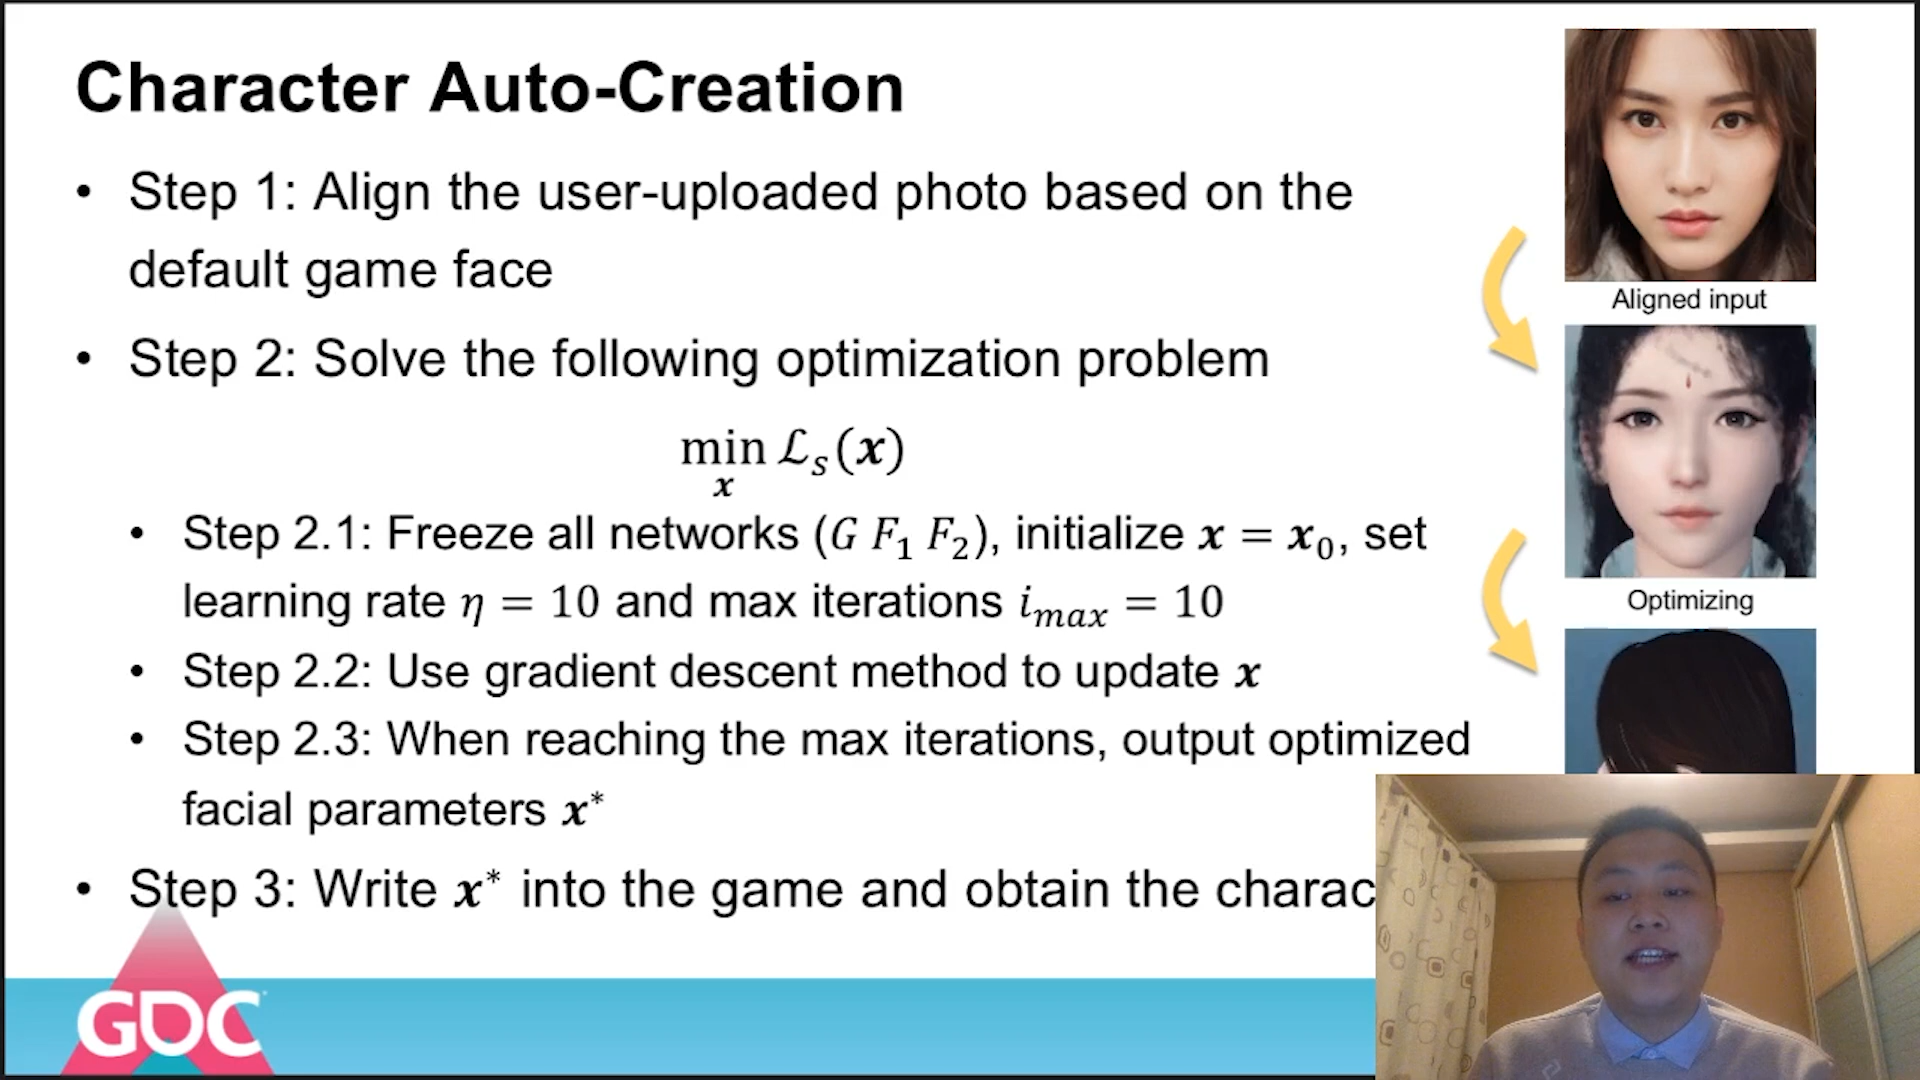 Character Auto-Creation
• Step 1: Align the user-uploaded photo based on the
default game face
• Step 2: Solve the following optimization problem
min ℒₛ(𝒙)
𝒙
• Step 2.1: Freeze all networks (G F₁ F₂), initialize 𝒙 = 𝒙₀, set
learning rate η = 10 and max iterations iₘₐₓ = 10
• Step 2.2: Use gradient descent method to update 𝒙
• Step 2.3: When reaching the max iterations, output optimized
facial parameters 𝒙*
• Step 3: Write 𝒙* into the game and obtain the charac
Aligned input
Optimizing
GDC